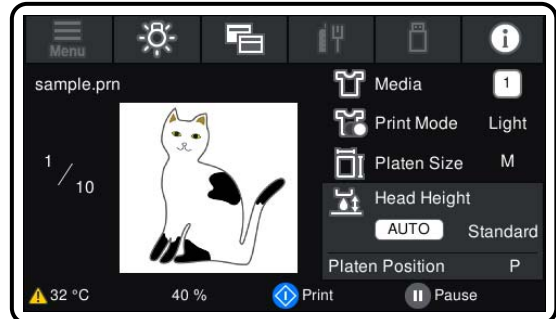 Menu
i
sample.prn
Media 1
Print Mode Light
1/10
Platen Size M
Head Height
AUTO Standard
Platen Position P
32 °C 40 % Print Pause